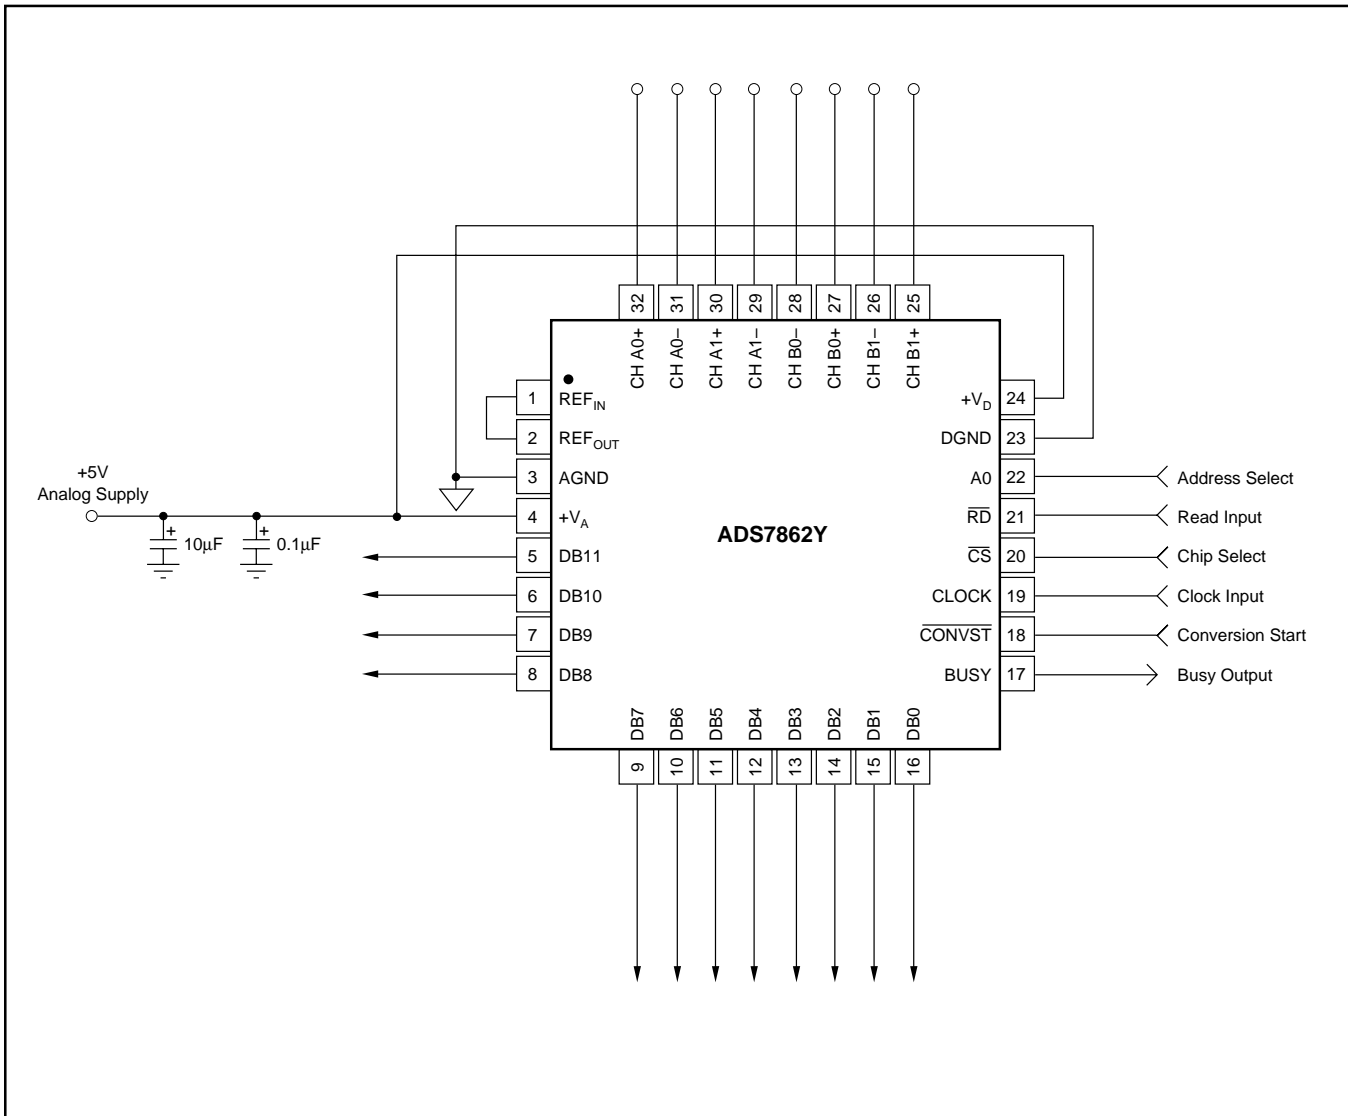 32
31
30
29
28
27
26
25
CH A0+
CH A0–
CH A1+
CH A1–
CH B0–
CH B0+
CH B1–
CH B1+
1 REF_IN
2 REF_OUT
3 AGND
4 +V_A
5 DB11
6 DB10
7 DB9
8 DB8
+5V
Analog Supply
+ 10µF
+ 0.1µF
ADS7862Y
+V_D 24
DGND 23
A0 22 Address Select
R̅D̅ 21 Read Input
C̅S̅ 20 Chip Select
CLOCK 19 Clock Input
C̅O̅N̅V̅S̅T̅ 18 Conversion Start
BUSY 17 Busy Output
DB7
DB6
DB5
DB4
DB3
DB2
DB1
DB0
9
10
11
12
13
14
15
16